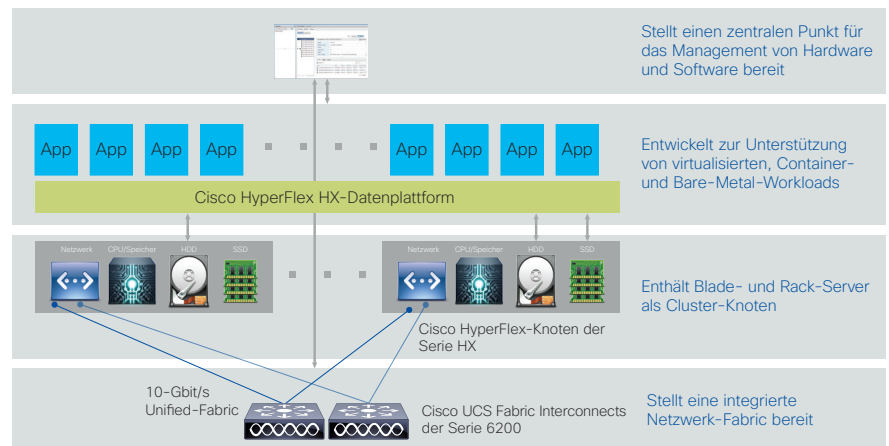 Stellt einen zentralen Punkt für
das Management von Hardware
und Software bereit
App App App App App App App App
Entwickelt zur Unterstützung
von virtualisierten, Container-
und Bare-Metal-Workloads
Cisco HyperFlex HX-Datenplattform
Netzwerk CPU/Speicher HDD SSD
Netzwerk CPU/Speicher HDD SSD
Enthält Blade- und Rack-Server
als Cluster-Knoten
Cisco HyperFlex-Knoten der
Serie HX
10-Gbit/s
Unified-Fabric
Cisco UCS Fabric Interconnects
der Serie 6200
Stellt eine integrierte
Netzwerk-Fabric bereit